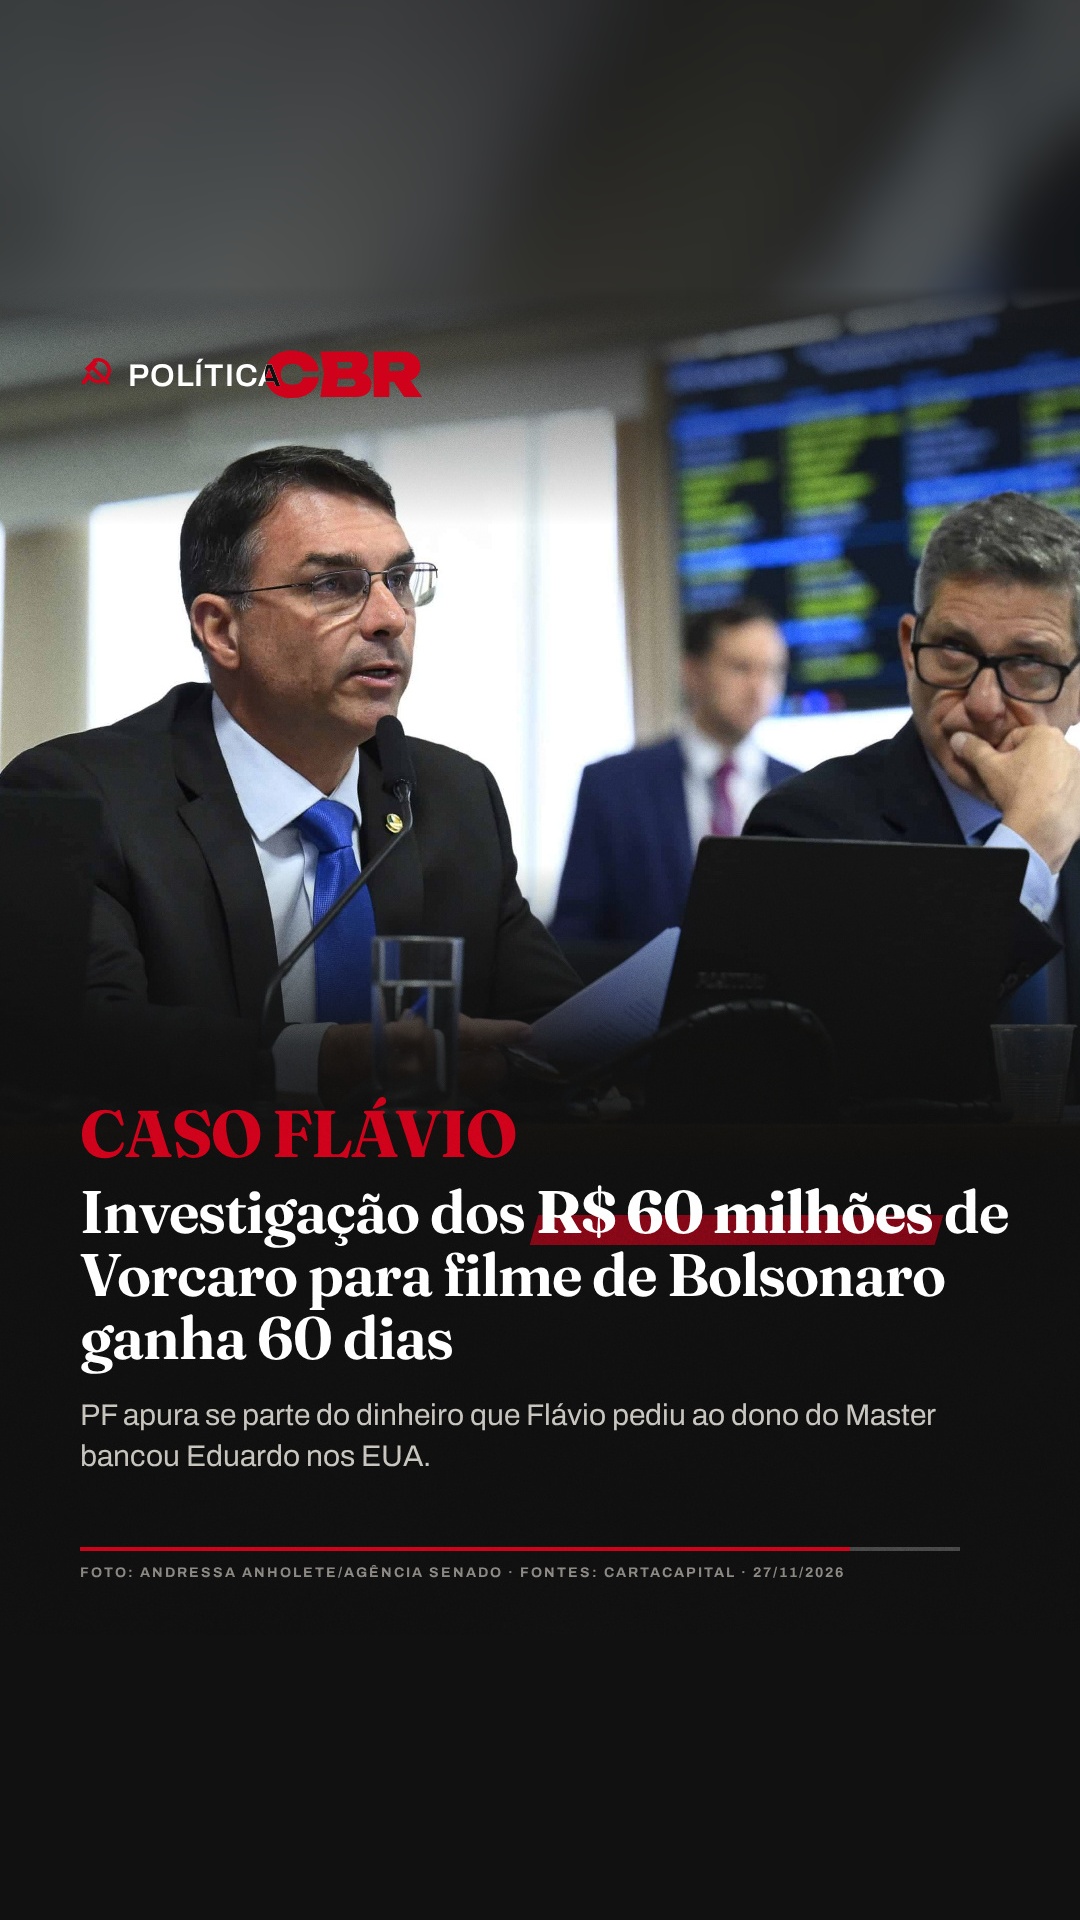 POLÍTICA CBR
CASO FLÁVIO
Investigação dos R$ 60 milhões de
Vorcaro para filme de Bolsonaro
ganha 60 dias
PF apura se parte do dinheiro que Flávio pediu ao dono do Master
bancou Eduardo nos EUA.
FOTO: ANDRESSA ANHOLETE/AGÊNCIA SENADO · FONTES: CARTACAPITAL · 27/11/2026